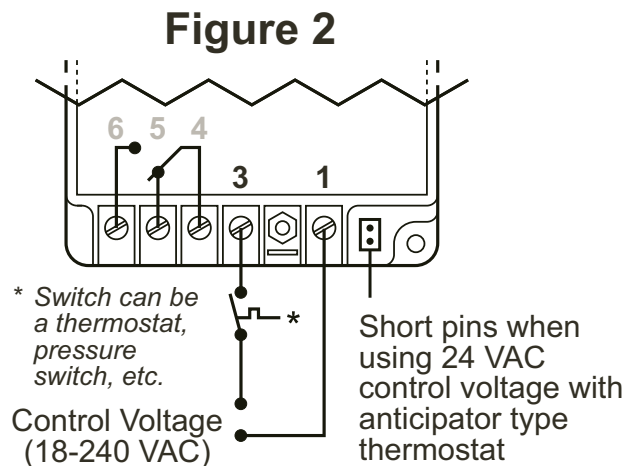 Figure 2
6 5 4
3 1
* Switch can be
a thermostat,
pressure
switch, etc.
*
Control Voltage
(18-240 VAC)
Short pins when
using 24 VAC
control voltage with
anticipator type
thermostat